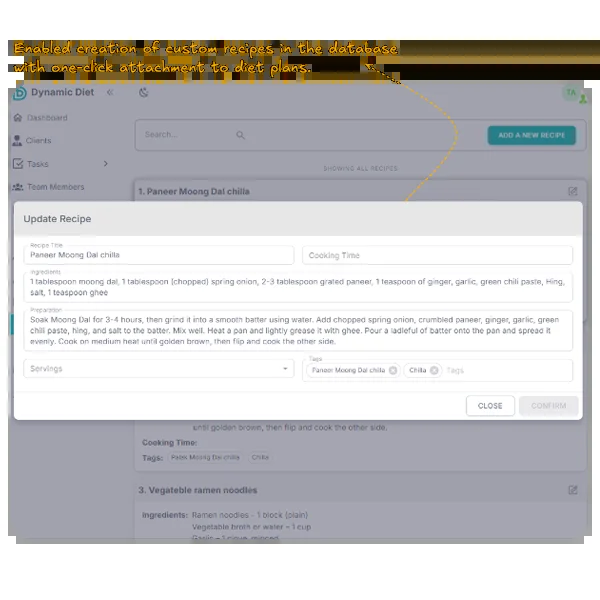 Enabled creation of custom recipes in the database
with one-click attachment to diet plans.
Dynamic Diet
TA
Dashboard
Clients
Tasks
Team Members
Search...
ADD A NEW RECIPE
SHOWING ALL RECIPES
1. Paneer Moong Dal chilla
Update Recipe
Recipe Title
Paneer Moong Dal chilla
Cooking Time
Ingredients
1 tablespoon moong dal, 1 tablespoon (chopped) spring onion, 2-3 tablespoon grated paneer, 1 teaspoon of ginger, garlic, green chili paste, Hing,
salt, 1 teaspoon ghee
Preparation
Soak Moong Dal for 3-4 hours, then grind it into a smooth batter using water. Add chopped spring onion, crumbled paneer, ginger, garlic, green
chili paste, hing, and salt to the batter. Mix well. Heat a pan and lightly grease it with ghee. Pour a ladleful of batter onto the pan and spread it
evenly. Cook on medium heat until golden brown, then flip and cook the other side.
Servings
Tags
Paneer Moong Dal chilla
Chilla
Tags
CLOSE
CONFIRM
until golden brown, then flip and cook the other side.
Cooking Time:
Tags:
Moong Dal chilla
Chilla
3. Vegatable ramen noodles
Ingredients: Ramen noodles - 1 block (plain)
Vegetable broth or water - 1 cup
Garlic - 1 clove, minced